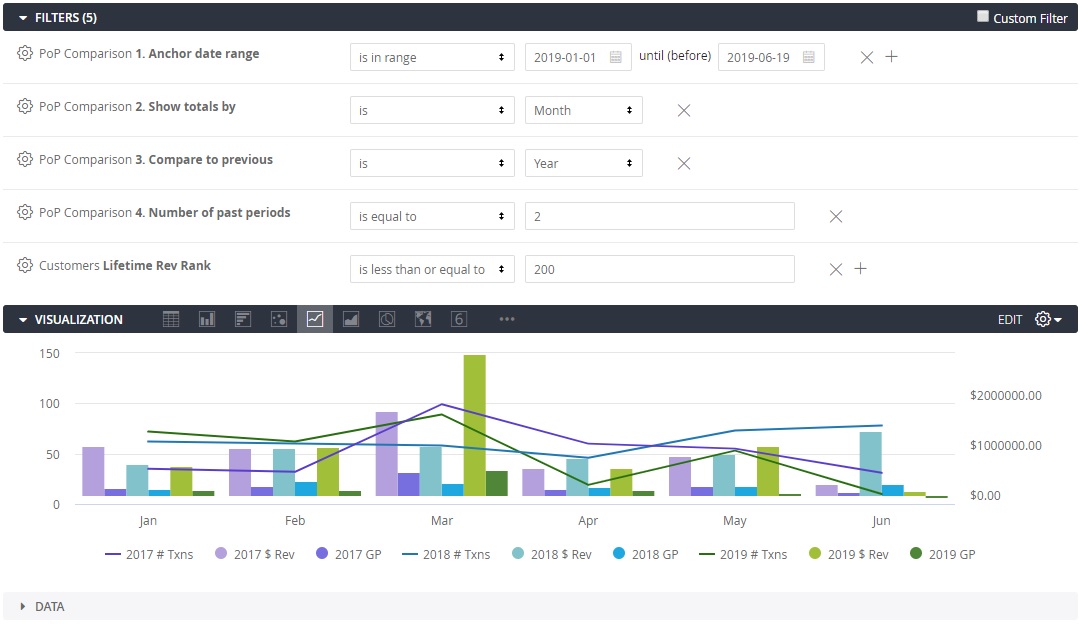 FILTERS (5) Custom Filter
PoP Comparison 1. Anchor date range is in range 2019-01-01 until (before) 2019-06-19
PoP Comparison 2. Show totals by is Month
PoP Comparison 3. Compare to previous is Year
PoP Comparison 4. Number of past periods is equal to 2
Customers Lifetime Rev Rank is less than or equal to 200
VISUALIZATION 6 EDIT
150
100 $2000000.00
50 $1000000.00
0 $0.00
Jan Feb Mar Apr May Jun
2017 # Txns 2017 $ Rev 2017 GP 2018 # Txns 2018 $ Rev 2018 GP 2019 # Txns 2019 $ Rev 2019 GP
DATA